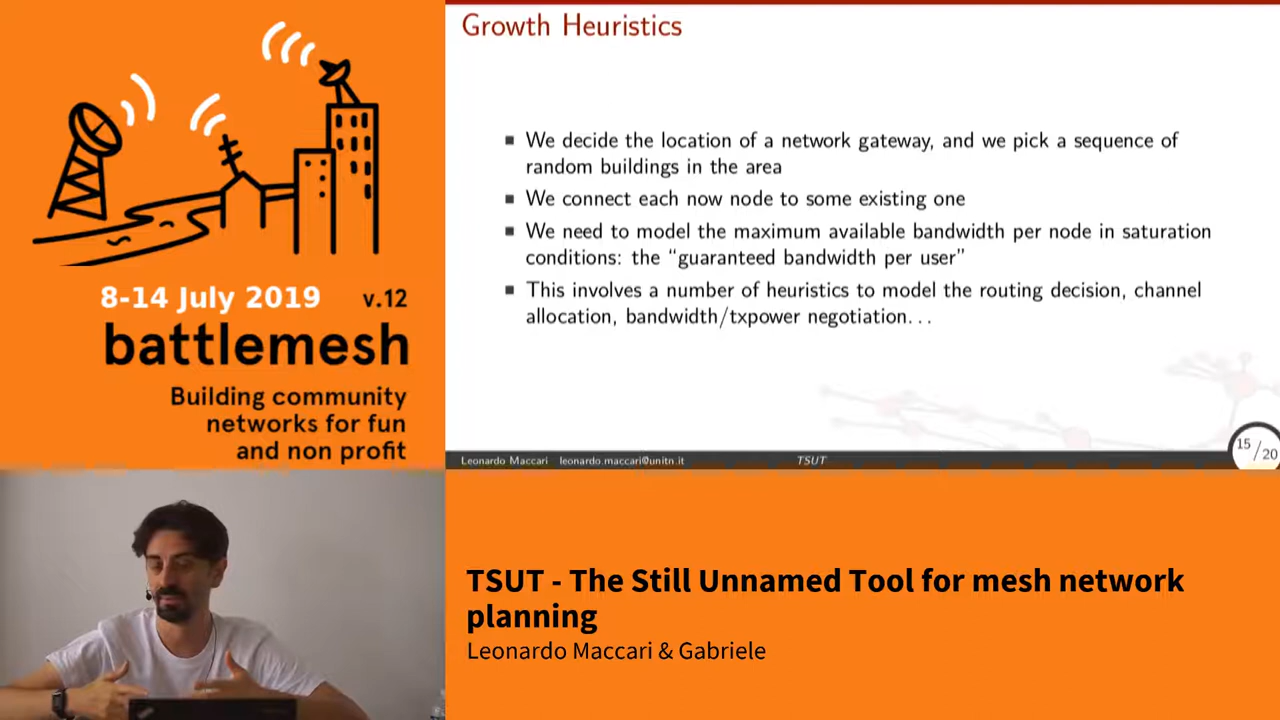 8-14 July 2019 v.12
battlemesh
Building community
networks for fun
and non profit
Growth Heuristics
We decide the location of a network gateway, and we pick a sequence of
random buildings in the area
We connect each now node to some existing one
We need to model the maximum available bandwidth per node in saturation
conditions: the “guaranteed bandwidth per user”
This involves a number of heuristics to model the routing decision, channel
allocation, bandwidth/txpower negotiation...
Leonardo Maccari leonardo.maccari@unitn.it TSUT 15/20
TSUT - The Still Unnamed Tool for mesh network
planning
Leonardo Maccari & Gabriele